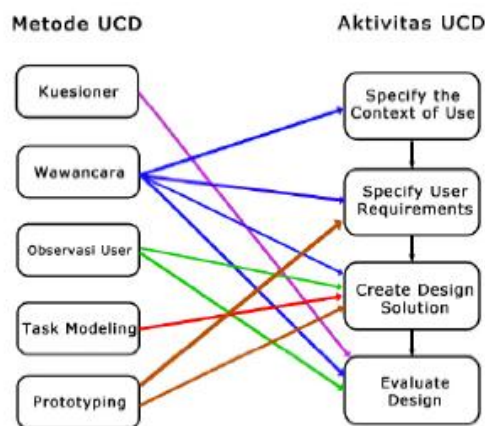 Metode UCD
Kuesioner
Wawancara
Observasi User
Task Modeling
Prototyping
Aktivitas UCD
Specify the
Context of Use
Specify User
Requirements
Create Design
Solution
Evaluate
Design